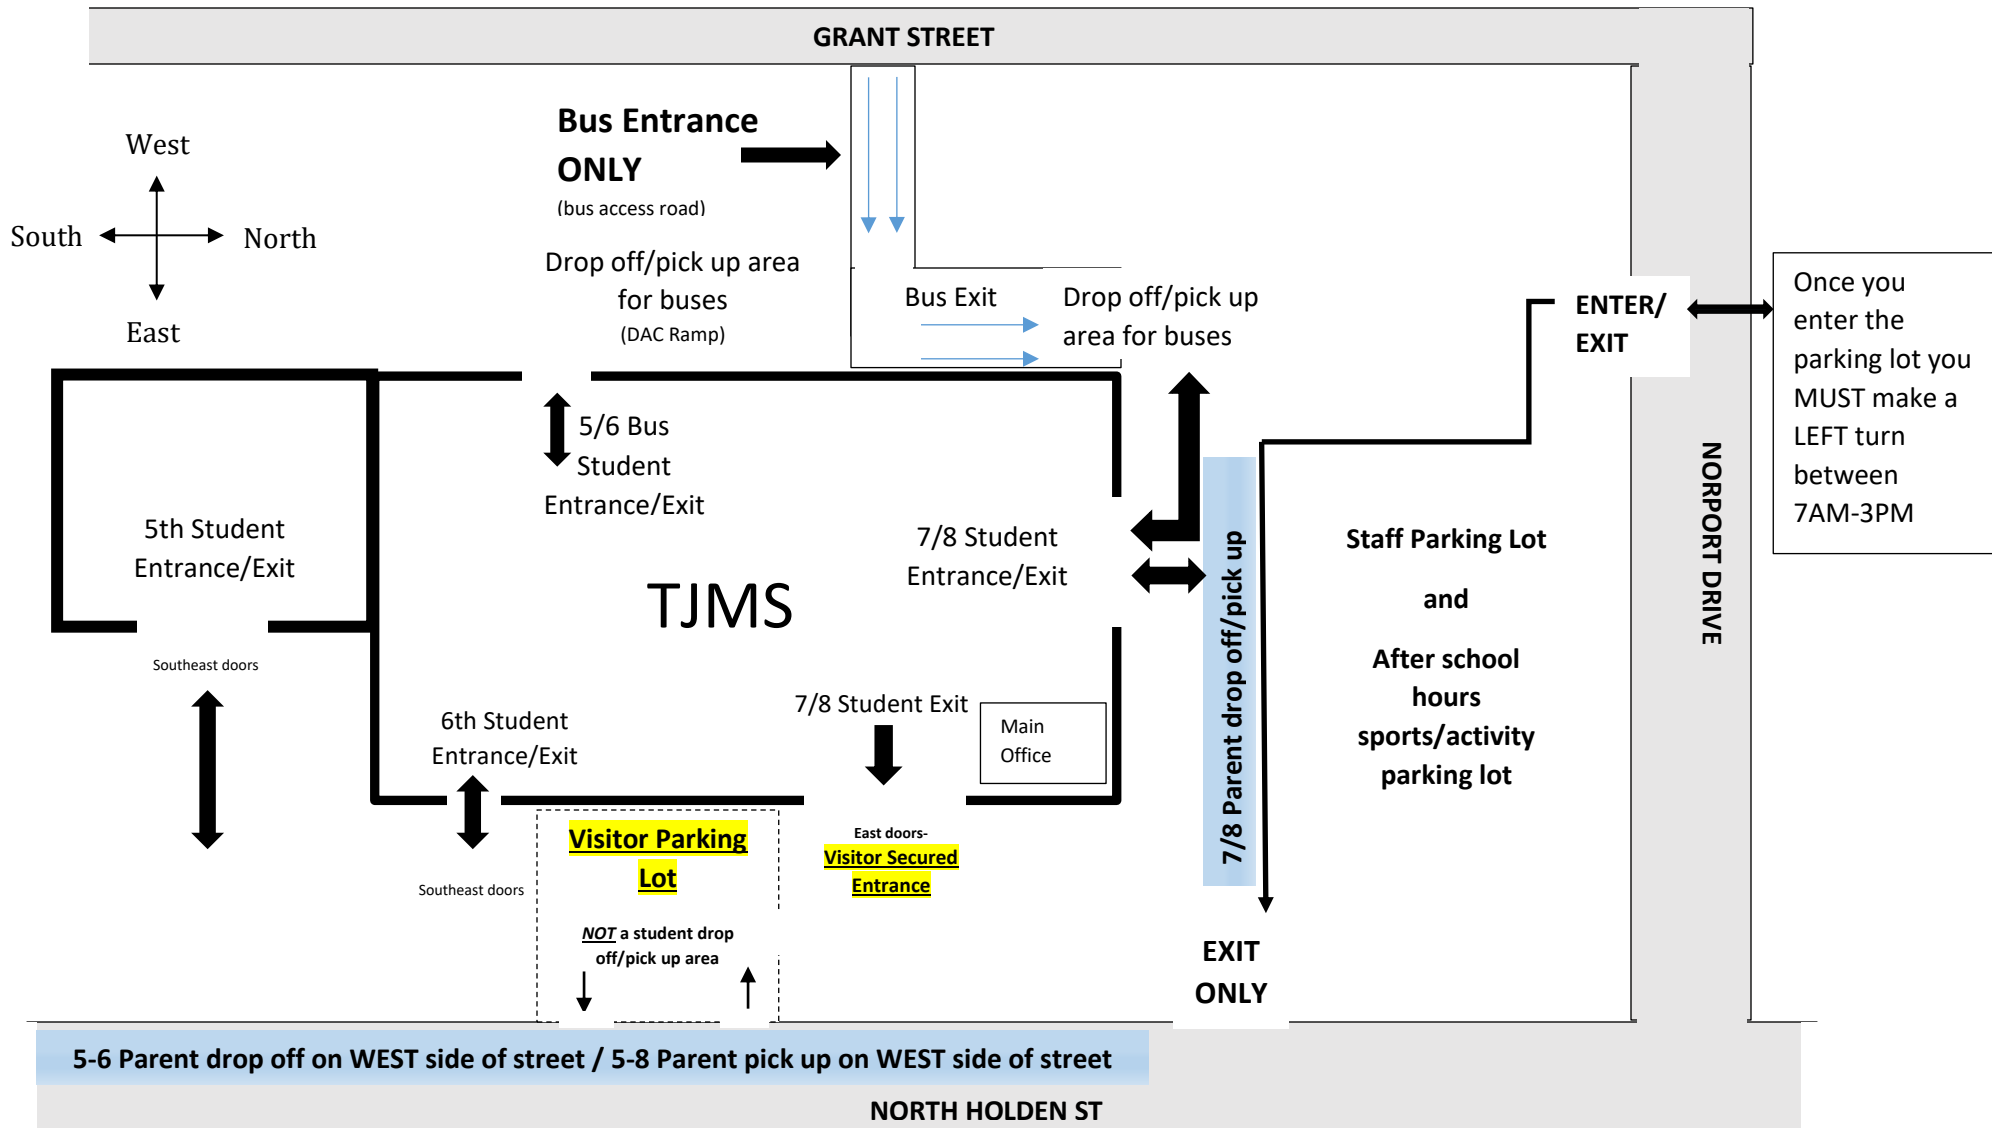 GRANT STREET
Bus Entrance
ONLY
(bus access road)
West
South
North
East
Drop off/pick up area
for buses
(DAC Ramp)
Bus Exit
Drop off/pick up
area for buses
ENTER/
EXIT
Once you
enter the
parking lot you
MUST make a
LEFT turn
between
7AM-3PM
NORPORT DRIVE
5/6 Bus
Student
Entrance/Exit
5th Student
Entrance/Exit
TJMS
7/8 Student
Entrance/Exit
7/8 Parent drop off/pick up
Staff Parking Lot
and
After school
hours
sports/activity
parking lot
Southeast doors
6th Student
Entrance/Exit
7/8 Student Exit
Main
Office
Visitor Parking
Lot
East doors-
Visitor Secured
Entrance
Southeast doors
NOT a student drop
off/pick up area
EXIT
ONLY
5-6 Parent drop off on WEST side of street / 5-8 Parent pick up on WEST side of street
NORTH HOLDEN ST